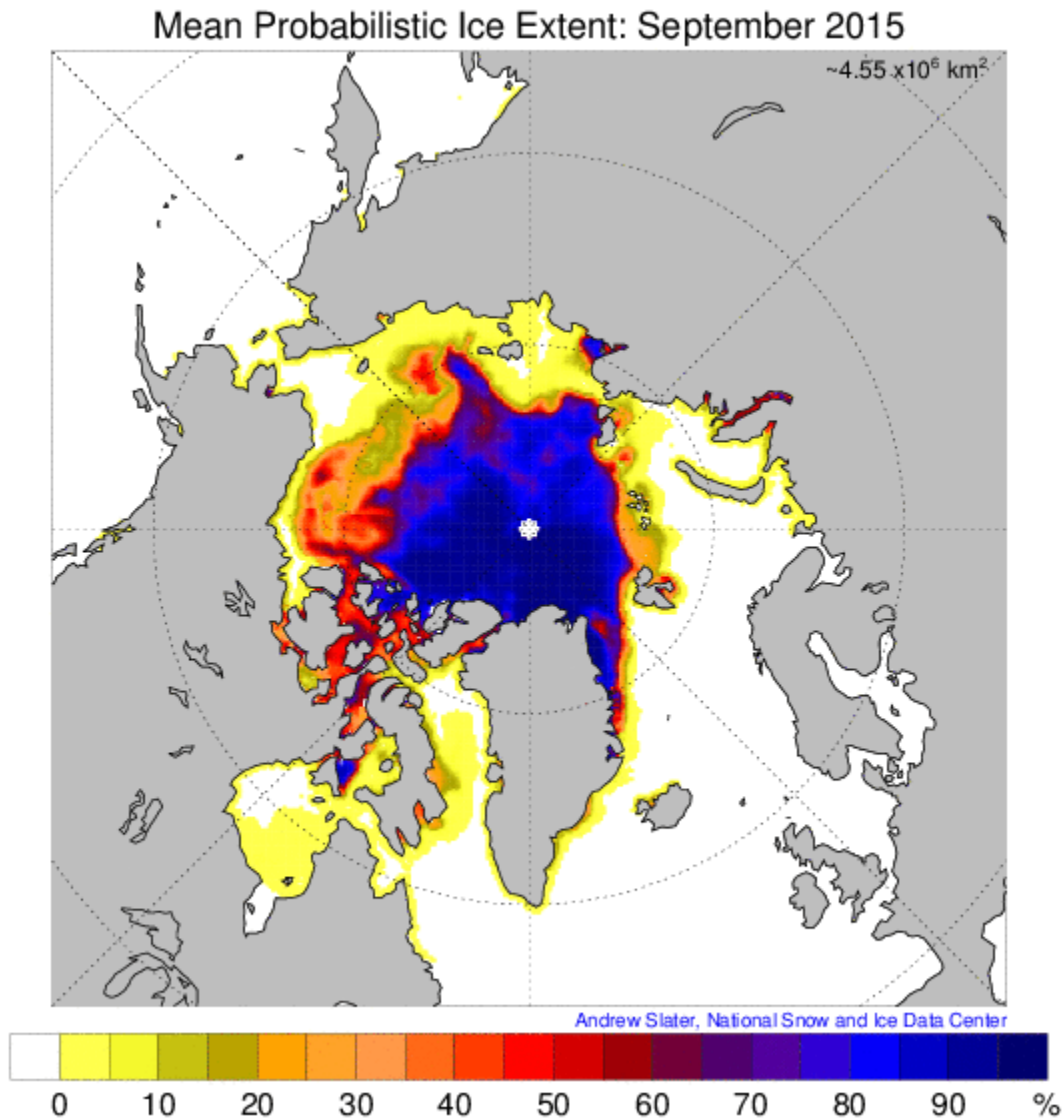 Mean Probabilistic Ice Extent: September 2015
~4.55 x10⁶ km²
Andrew Slater, National Snow and Ice Data Center
0 10 20 30 40 50 60 70 80 90 %